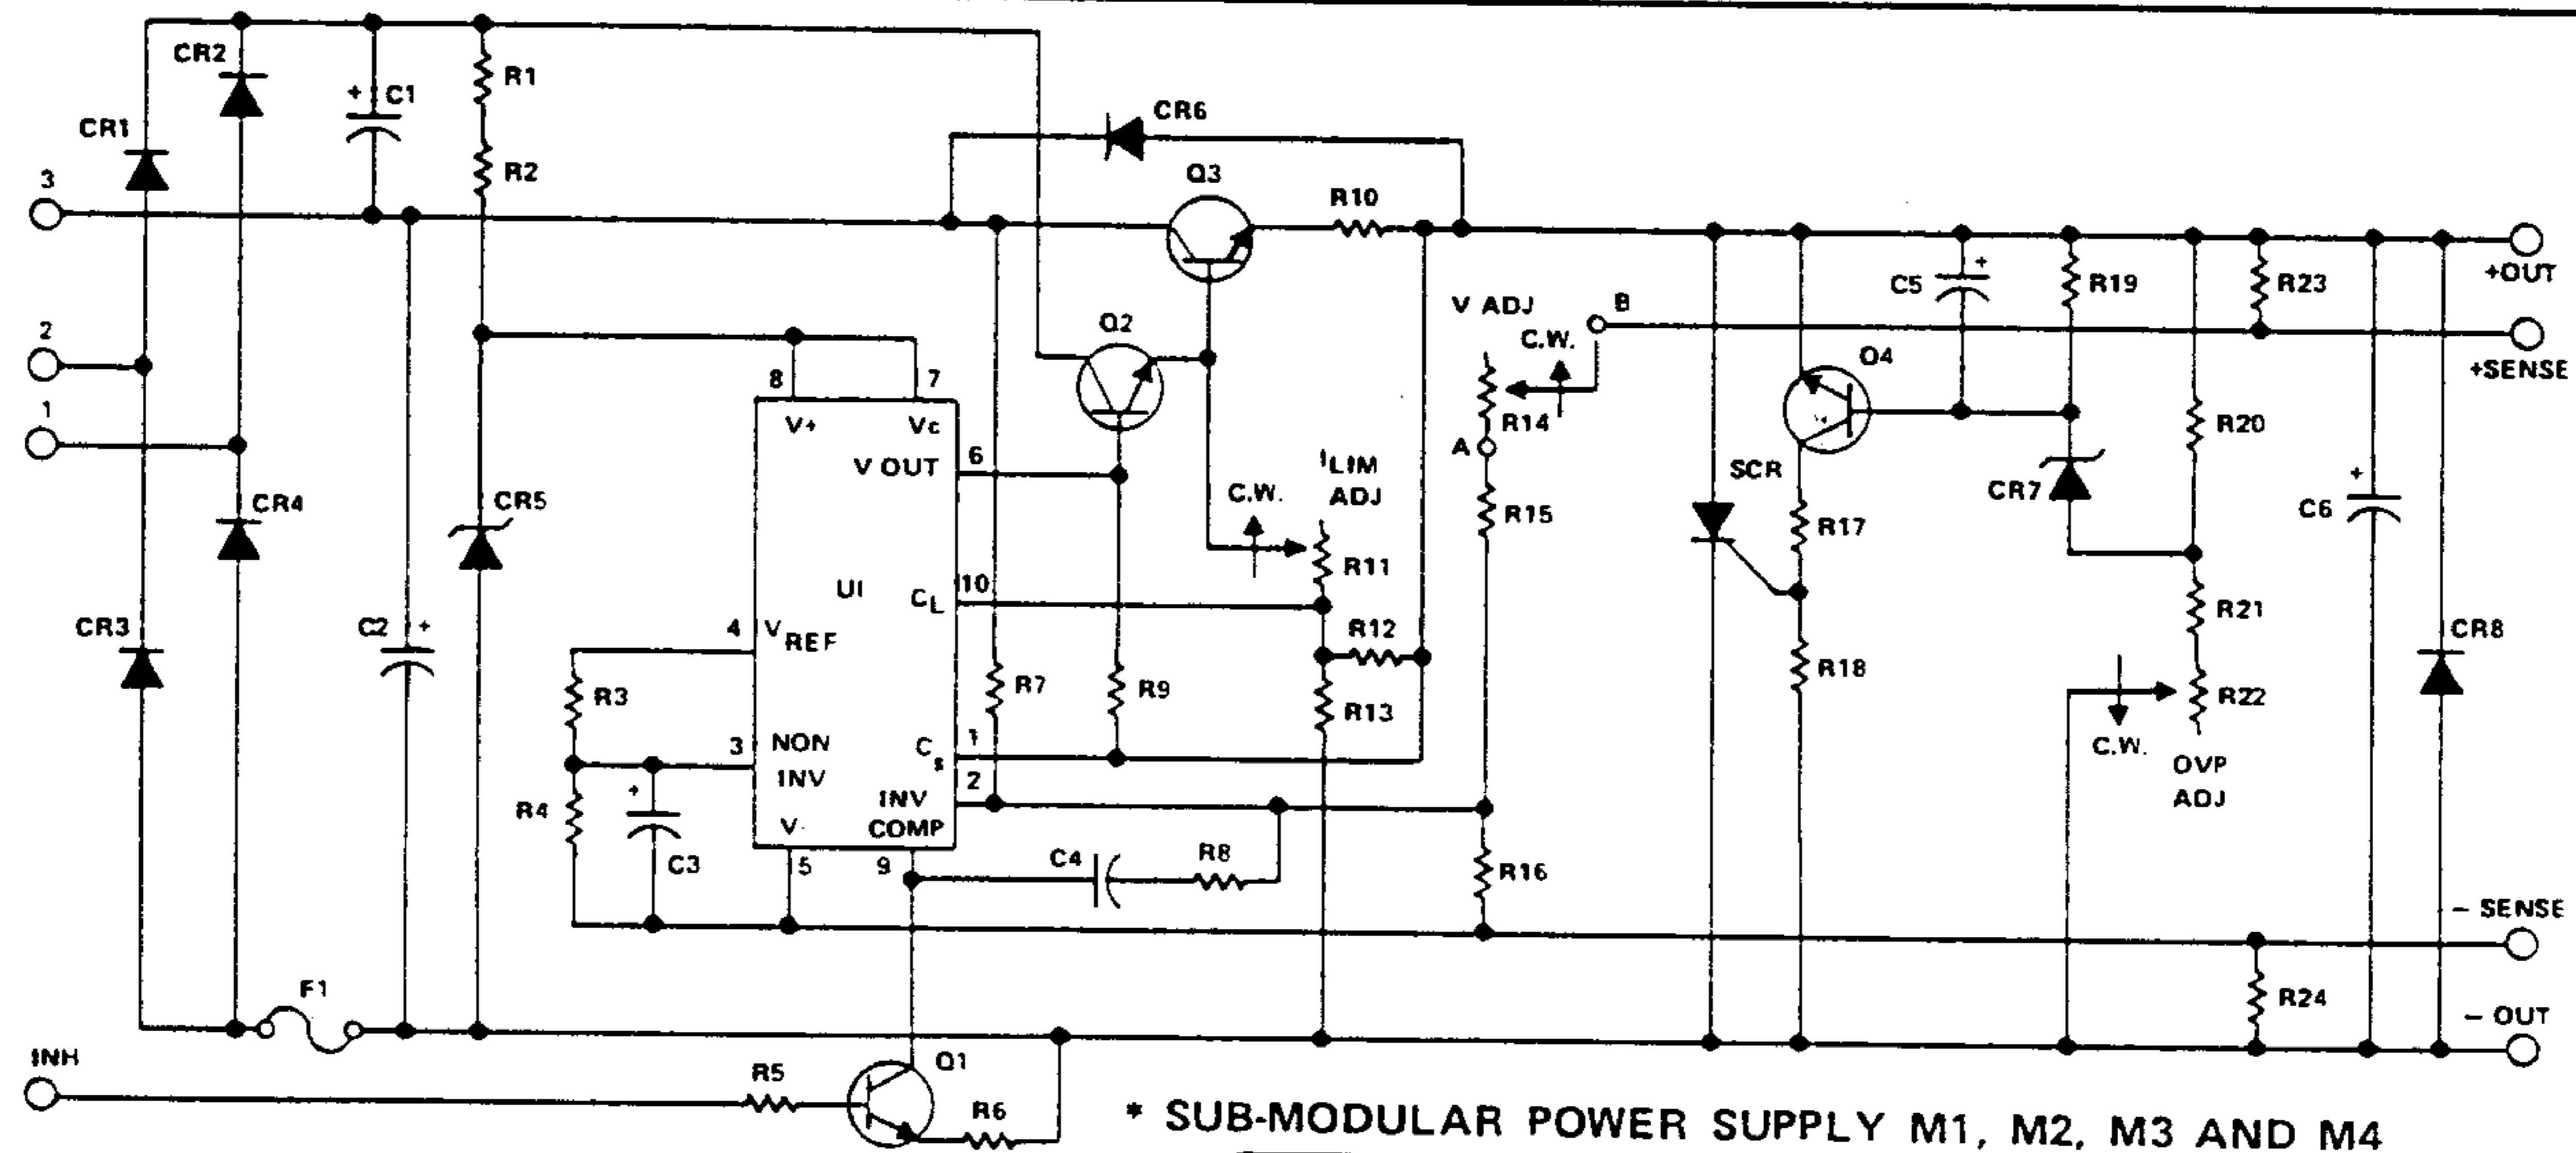 CR2
R1
CR1
+ C1
CR6
R2
Q3
3
R10
+OUT
C5
+
R19
R23
V ADJ
B
2
Q2
C.W.
Q4
+SENSE
8
7
1
V+
Vc
R14
R20
A
6
V OUT
ILIM
ADJ
SCR
C.W.
CR4
CR5
CR7
+
C6
R15
R17
R11
UI
10
CL
R21
CR3
C2 +
4
VREF
R12
CR8
R18
R3
R7
R9
R22
R13
3
NON
INV
Cs
1
C.W.
OVP
ADJ
2
+
INV
COMP
R4
V-
C3
5
9
C4
R8
R16
- SENSE
F1
R24
- OUT
INH
R5
Q1
R6
* SUB-MODULAR POWER SUPPLY M1, M2, M3 AND M4